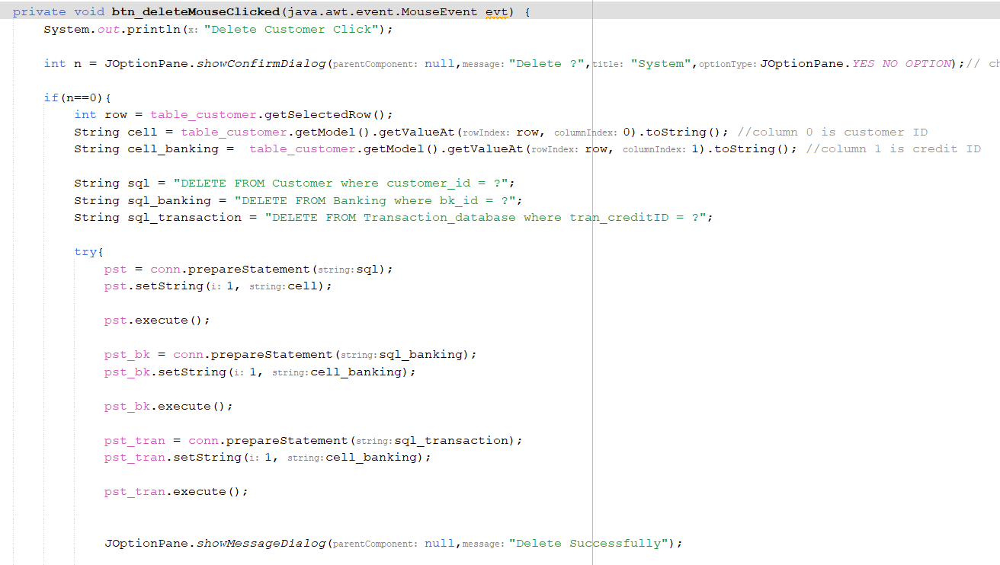 private void btn_deleteMouseClicked(java.awt.event.MouseEvent evt) {
System.out.println(x: "Delete Customer Click");
int n = JOptionPane.showConfirmDialog(parentComponent: null,message: "Delete ?",title: "System",optionType: JOptionPane.YES_NO_OPTION);// ch
if(n==0){
int row = table_customer.getSelectedRow();
String cell = table_customer.getModel().getValueAt(rowIndex: row, columnIndex: 0).toString(); //column 0 is customer ID
String cell_banking =  table_customer.getModel().getValueAt(rowIndex: row, columnIndex: 1).toString(); //column 1 is credit ID
String sql = "DELETE FROM Customer where customer_id = ?";
String sql_banking = "DELETE FROM Banking where bk_id = ?";
String sql_transaction = "DELETE FROM Transaction_database where tran_creditID = ?";
try{
pst = conn.prepareStatement(string: sql);
pst.setString(i: 1, string: cell);
pst.execute();
pst_bk = conn.prepareStatement(string: sql_banking);
pst_bk.setString(i: 1, string: cell_banking);
pst_bk.execute();
pst_tran = conn.prepareStatement(string: sql_transaction);
pst_tran.setString(i: 1, string: cell_banking);
pst_tran.execute();
JOptionPane.showMessageDialog(parentComponent: null,message: "Delete Successfully");